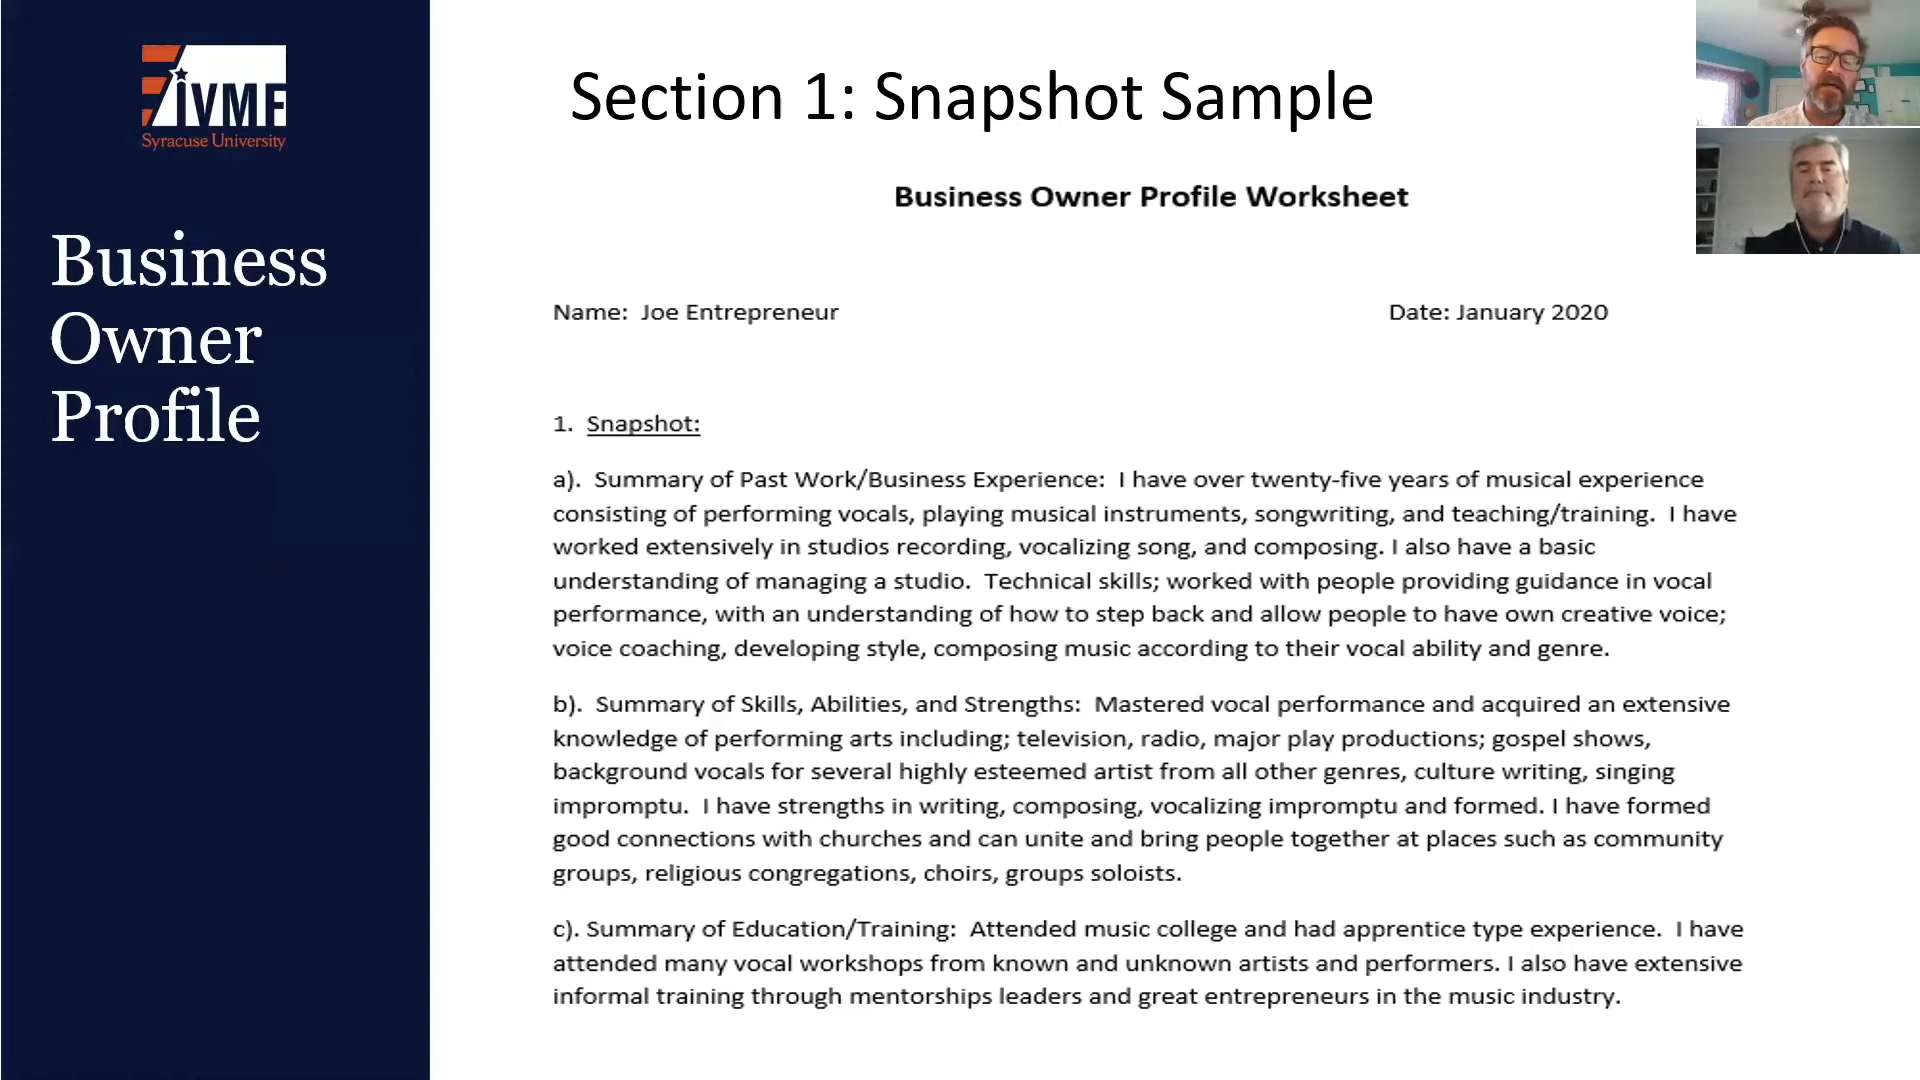 IVMF
Syracuse University
Business
Owner
Profile
Section 1: Snapshot Sample
Business Owner Profile Worksheet
Name:  Joe Entrepreneur
Date: January 2020
1.  Snapshot:
a).  Summary of Past Work/Business Experience:  I have over twenty-five years of musical experience
consisting of performing vocals, playing musical instruments, songwriting, and teaching/training.  I have
worked extensively in studios recording, vocalizing song, and composing. I also have a basic
understanding of managing a studio.  Technical skills; worked with people providing guidance in vocal
performance, with an understanding of how to step back and allow people to have own creative voice;
voice coaching, developing style, composing music according to their vocal ability and genre.
b).  Summary of Skills, Abilities, and Strengths:  Mastered vocal performance and acquired an extensive
knowledge of performing arts including; television, radio, major play productions; gospel shows,
background vocals for several highly esteemed artist from all other genres, culture writing, singing
impromptu.  I have strengths in writing, composing, vocalizing impromptu and formed. I have formed
good connections with churches and can unite and bring people together at places such as community
groups, religious congregations, choirs, groups soloists.
c). Summary of Education/Training:  Attended music college and had apprentice type experience.  I have
attended many vocal workshops from known and unknown artists and performers. I also have extensive
informal training through mentorships leaders and great entrepreneurs in the music industry.